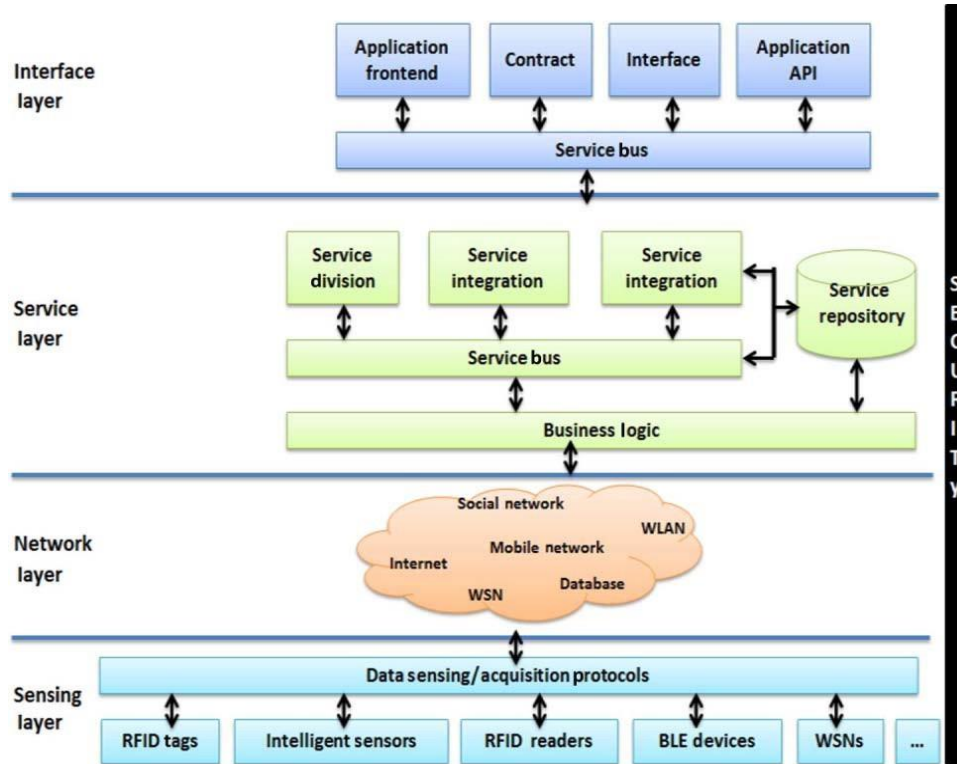 Interface
layer
Application
frontend
Contract
Interface
Application
API
Service bus
Service
layer
Service
division
Service
integration
Service
integration
Service
repository
Service bus
Business logic
Network
layer
Social network
WLAN
Mobile network
Internet
Database
WSN
Sensing
layer
Data sensing/acquisition protocols
RFID tags
Intelligent sensors
RFID readers
BLE devices
WSNs
...
S
E
C
U
R
I
T
y